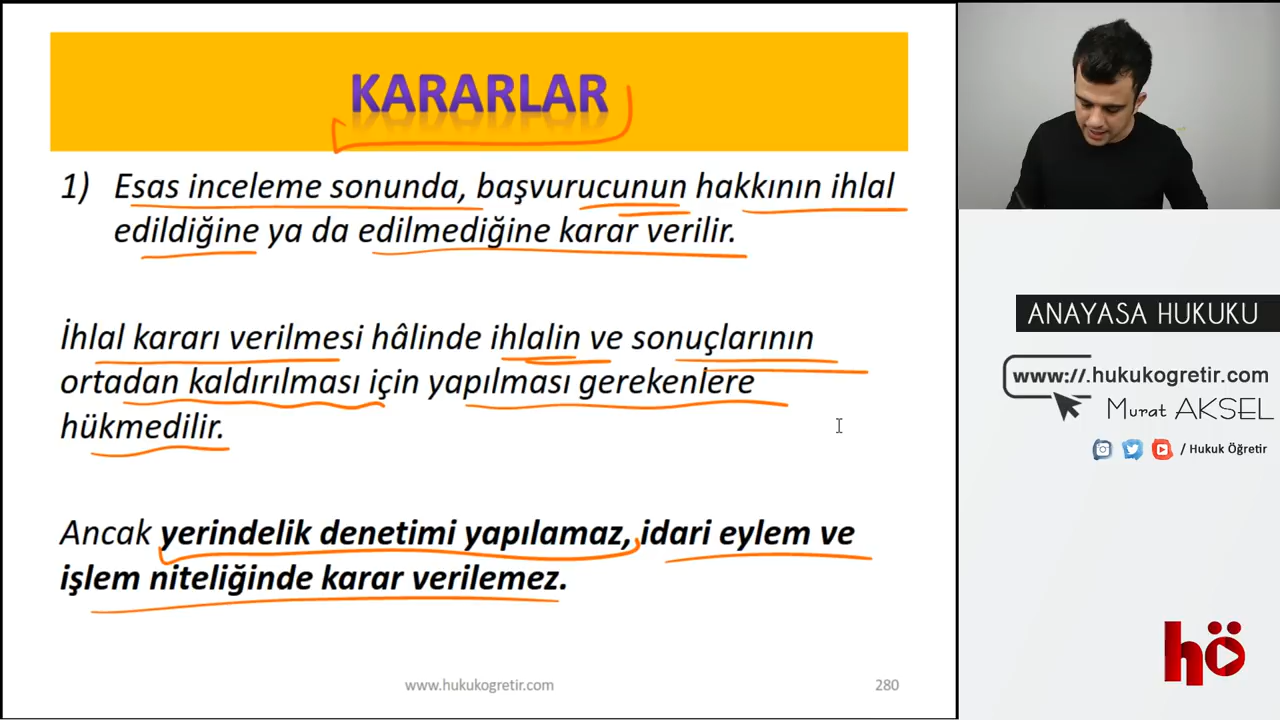 KARARLAR
1) Esas inceleme sonunda, başvurucunun hakkının ihlal
edildiğine ya da edilmediğine karar verilir.
İhlal kararı verilmesi hâlinde ihlalin ve sonuçlarının
ortadan kaldırılması için yapılması gerekenlere
hükmedilir.
Ancak yerindelik denetimi yapılamaz, idari eylem ve
işlem niteliğinde karar verilemez.
www.hukukogretir.com
280
ANAYASA HUKUKU
www://.hukukogretir.com
Murat AKSEL
/ Hukuk Öğretir
hö